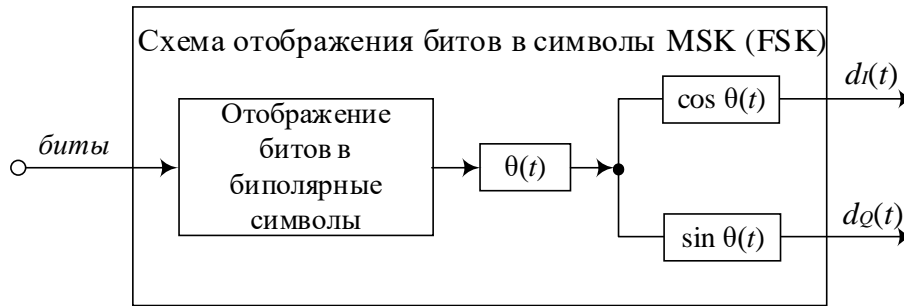 Схема отображения битов в символы MSK (FSK)
биты
Отображение
битов в
биполярные
символы
θ(t)
cos θ(t)
dI(t)
sin θ(t)
dQ(t)